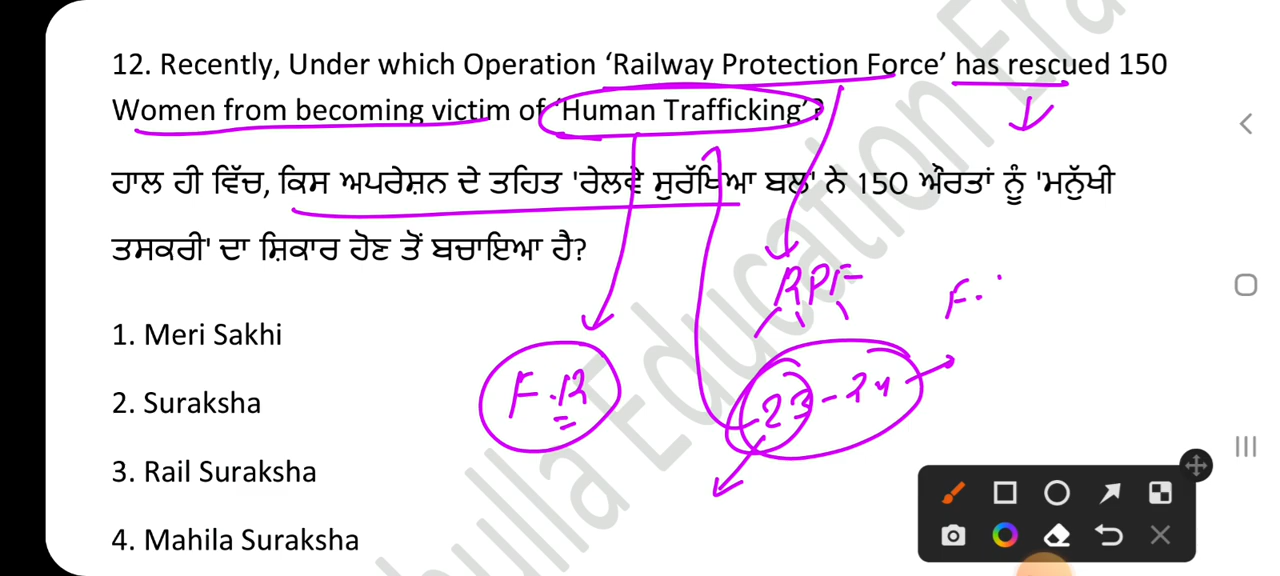 12. Recently, Under which Operation ‘Railway Protection Force’ has rescued 150
Women from becoming victim of ‘Human Trafficking’?
ਹਾਲ ਹੀ ਵਿੱਚ, ਕਿਸ ਅਪਰੇਸ਼ਨ ਦੇ ਤਹਿਤ 'ਰੇਲਵੇ ਸੁਰੱਖਿਆ ਬਲ' ਨੇ 150 ਔਰਤਾਂ ਨੂੰ 'ਮਨੁੱਖੀ
ਤਸਕਰੀ' ਦਾ ਸ਼ਿਕਾਰ ਹੋਣ ਤੋਂ ਬਚਾਇਆ ਹੈ?
RPF
F.
1. Meri Sakhi
F.R
23-24
2. Suraksha
3. Rail Suraksha
4. Mahila Suraksha
Education